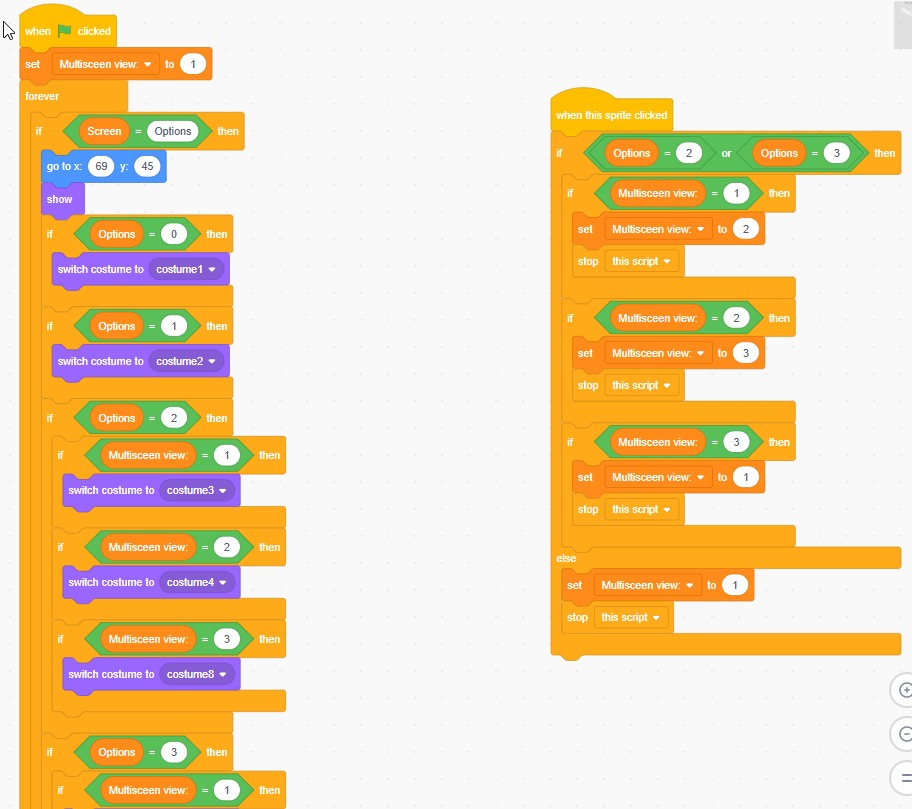 when clicked
set Multisceen view: to 1
forever
if Screen = Options then
go to x: 69 y: 45
show
if Options = 0 then
switch costume to costume1
if Options = 1 then
switch costume to costume2
if Options = 2 then
if Multisceen view: = 1 then
switch costume to costume3
if Multisceen view: = 2 then
switch costume to costume4
if Multisceen view: = 3 then
switch costume to costume8
if Options = 3 then
if Multisceen view: = 1 then
when this sprite clicked
if Options = 2 or Options = 3 then
if Multisceen view: = 1 then
set Multisceen view: to 2
stop this script
if Multisceen view: = 2 then
set Multisceen view: to 3
stop this script
if Multisceen view: = 3 then
set Multisceen view: to 1
stop this script
else
set Multisceen view: to 1
stop this script